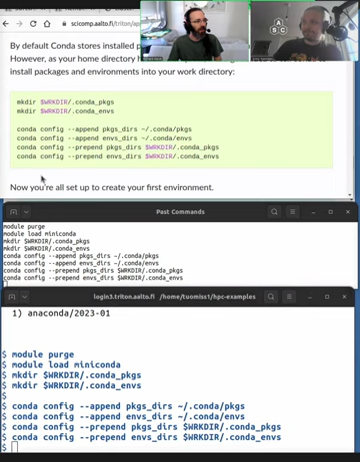 scicomp.aalto.fi/triton/ap
By default Conda stores installed p
However, as your home directory h
install packages and environments into your work directory:
mkdir $WRKDIR/.conda_pkgs
mkdir $WRKDIR/.conda_envs
conda config --append pkgs_dirs ~/.conda/pkgs
conda config --append envs_dirs ~/.conda/envs
conda config --prepend pkgs_dirs $WRKDIR/.conda_pkgs
conda config --prepend envs_dirs $WRKDIR/.conda_envs
Now you're all set up to create your first environment.
A
S C
Past Commands
module purge
module load miniconda
mkdir $WRKDIR/.conda_pkgs
mkdir $WRKDIR/.conda_envs
conda config --append pkgs_dirs ~/.conda/pkgs
conda config --append envs_dirs ~/.conda/envs
conda config --prepend pkgs_dirs $WRKDIR/.conda_pkgs
conda config --prepend envs_dirs $WRKDIR/.conda_envs
login3.triton.aalto.fi /home/tuomiss1/hpc-examples
1) anaconda/2023-01
$ module purge
$ module load miniconda
$ mkdir $WRKDIR/.conda_pkgs
$ mkdir $WRKDIR/.conda_envs
$
$ conda config --append pkgs_dirs ~/.conda/pkgs
$ conda config --append envs_dirs ~/.conda/envs
$ conda config --prepend pkgs_dirs $WRKDIR/.conda_pkgs
$ conda config --prepend envs_dirs $WRKDIR/.conda_envs
$